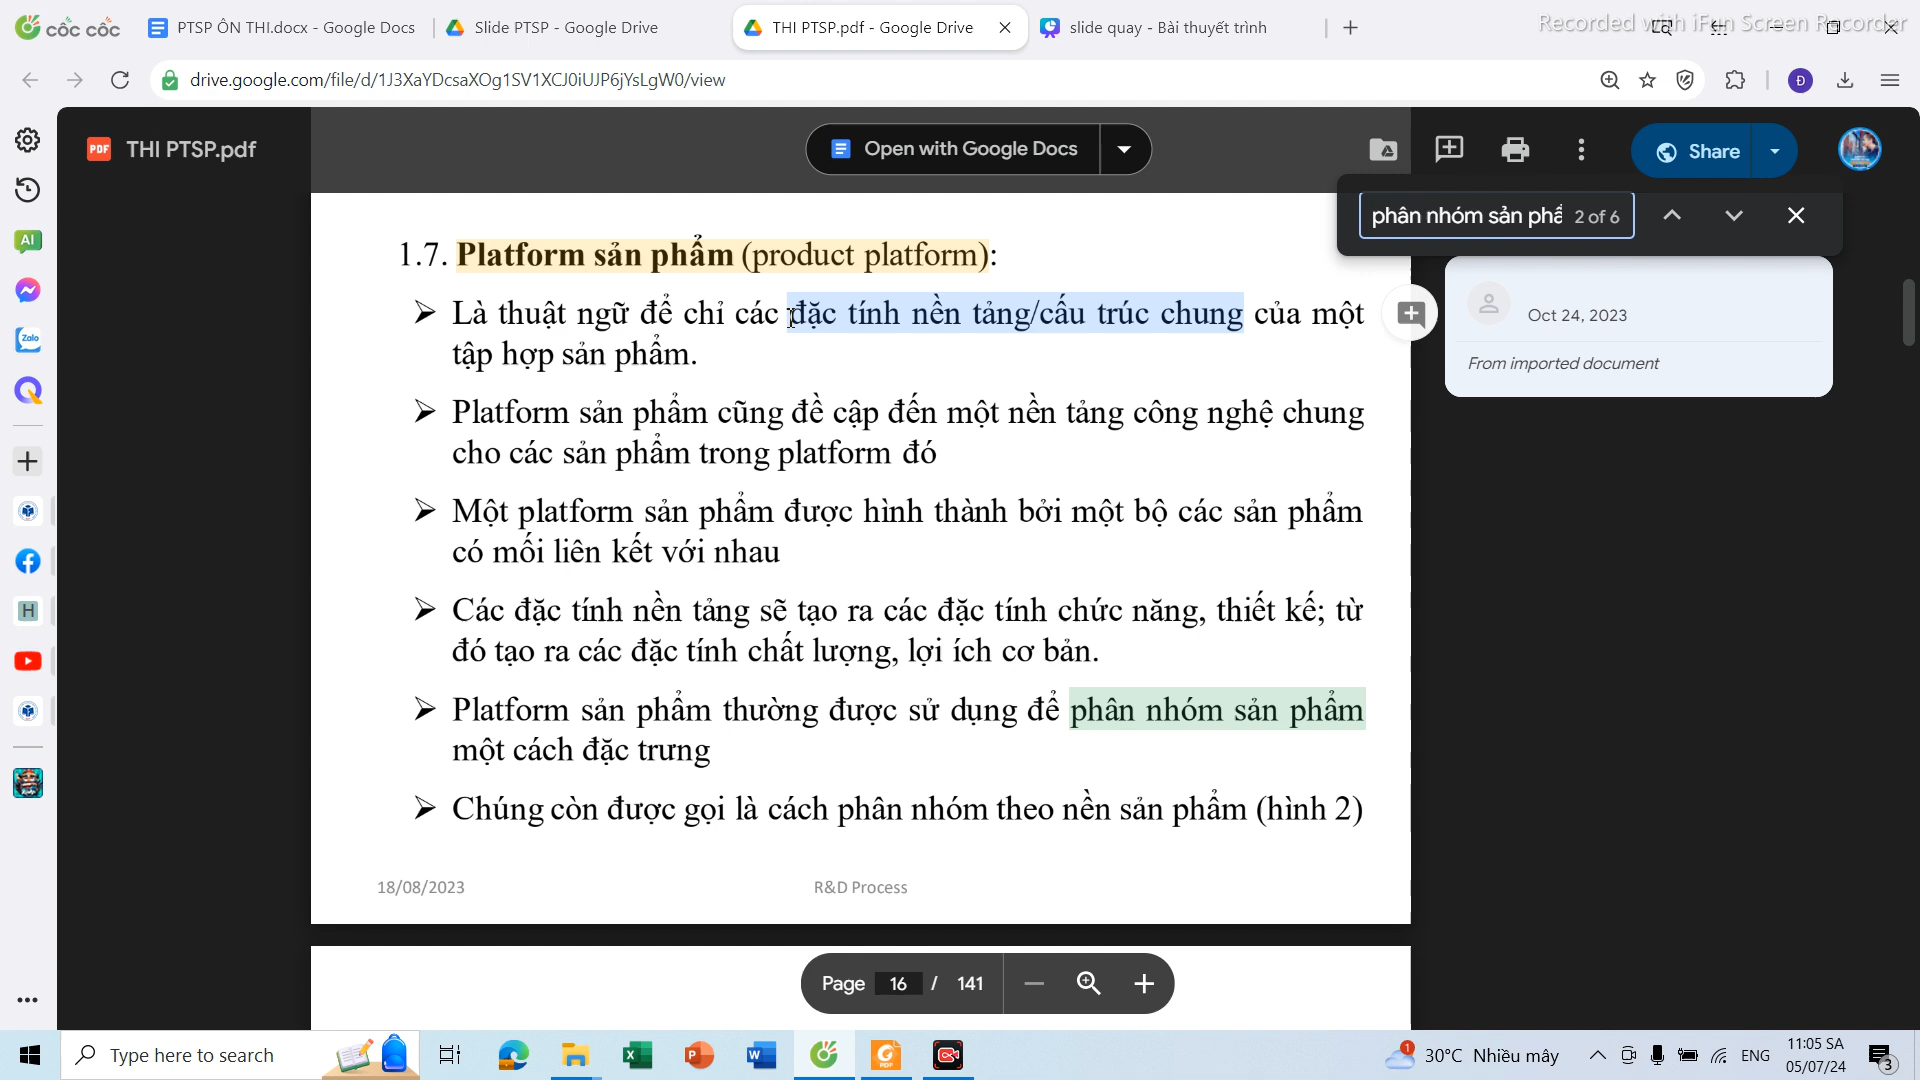 cốc cốc
PTSP ÔN THI.docx - Google Docs
Slide PTSP - Google Drive
THI PTSP.pdf - Google Drive
slide quay - Bài thuyết trình
Recorded with iFun Screen Recorder
drive.google.com/file/d/1J3XaYDcsaXOg1SV1XCJ0iUJP6jYsLgW0/view
Đ
PDF THI PTSP.pdf
Open with Google Docs
Share
phân nhóm sản phẩ 2 of 6
AI
Zalo
H
1.7. Platform sản phẩm (product platform):
Là thuật ngữ để chỉ các đặc tính nền tảng/cấu trúc chung của một
tập hợp sản phẩm.
Platform sản phẩm cũng đề cập đến một nền tảng công nghệ chung
cho các sản phẩm trong platform đó
Một platform sản phẩm được hình thành bởi một bộ các sản phẩm
có mối liên kết với nhau
Các đặc tính nền tảng sẽ tạo ra các đặc tính chức năng, thiết kế; từ
đó tạo ra các đặc tính chất lượng, lợi ích cơ bản.
Platform sản phẩm thường được sử dụng để phân nhóm sản phẩm
một cách đặc trưng
Chúng còn được gọi là cách phân nhóm theo nền sản phẩm (hình 2)
18/08/2023
R&D Process
Oct 24, 2023
From imported document
Page 16 / 141
Type here to search
1
30°C Nhiều mây
ENG
11:05 SA
05/07/24
3